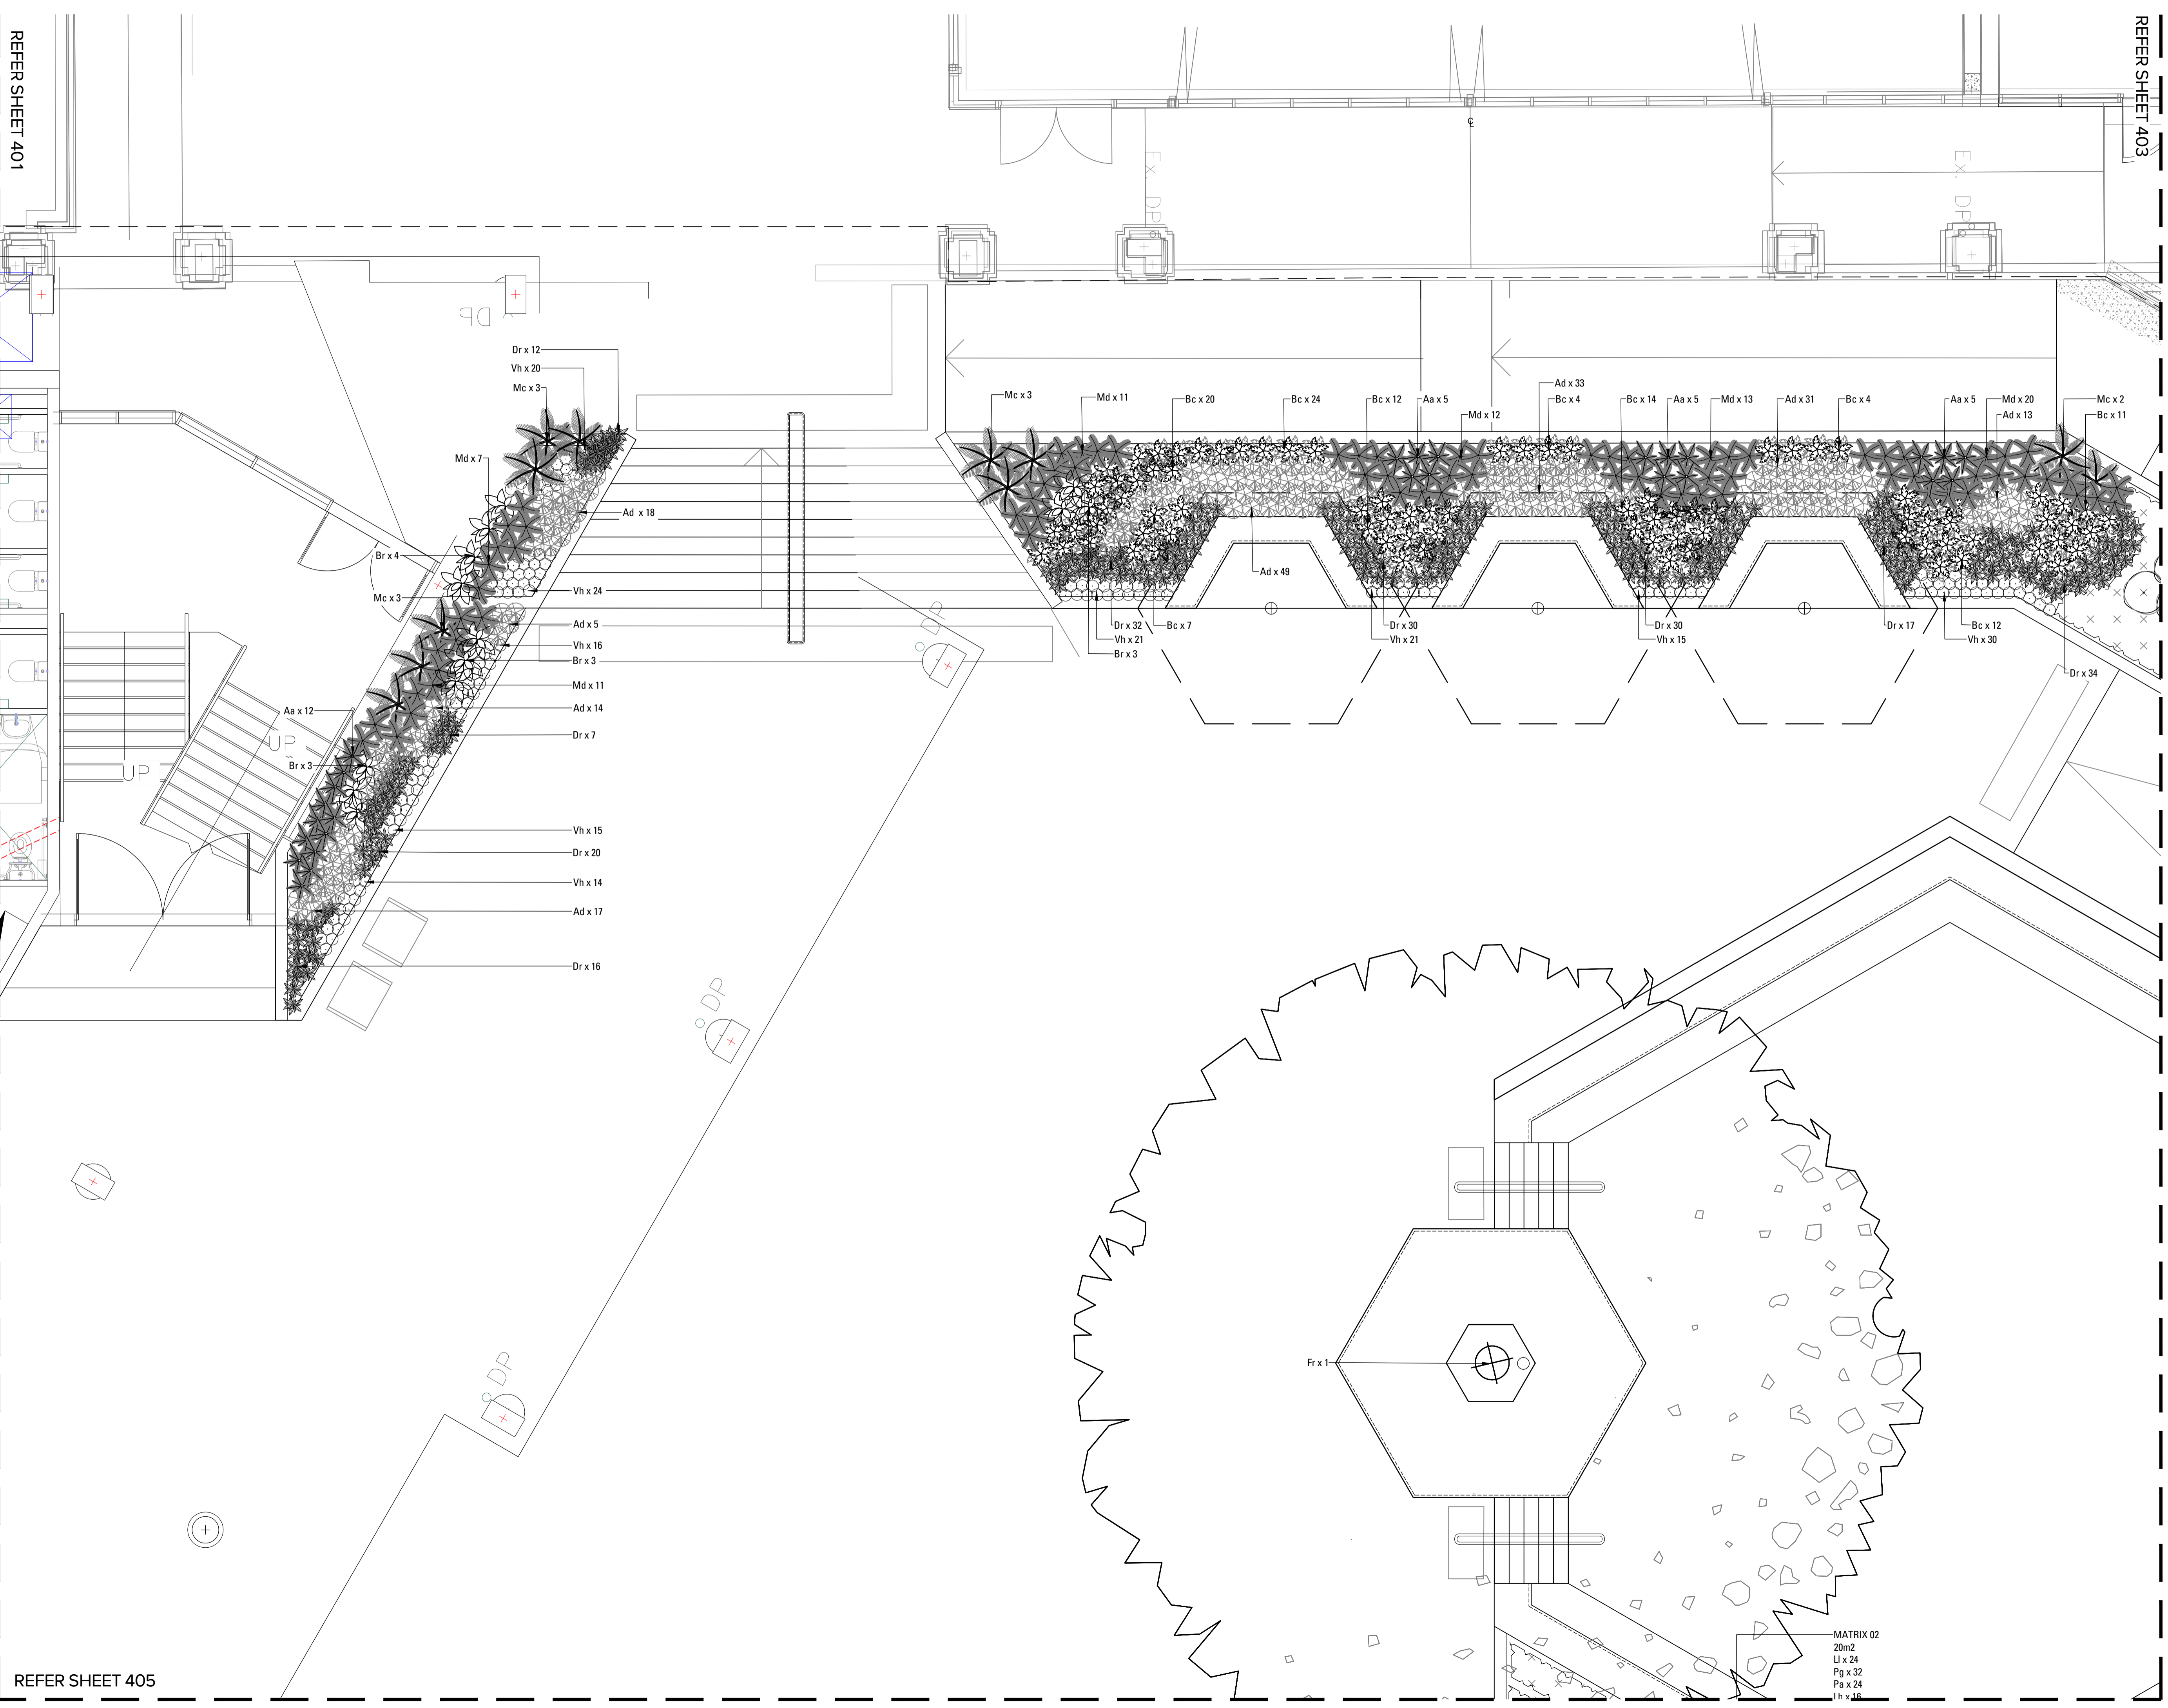 REFER SHEET 401
REFER SHEET 403
EX. DP
EX. DP
DP
Dr x 12
Vh x 20
Mc x 3
Md x 7
Ad x 18
Br x 4
Mc x 3
Vh x 24
Ad x 5
Vh x 16
Br x 3
Md x 11
Ad x 14
Aa x 12
Dr x 7
UP
UP
Br x 3
Vh x 15
Dr x 20
Vh x 14
Ad x 17
Dr x 16
Mc x 3
Md x 11
Bc x 20
Bc x 24
Bc x 12
Aa x 5
Md x 12
Ad x 33
Bc x 4
Bc x 14
Aa x 5
Md x 13
Ad x 31
Bc x 4
Aa x 5
Md x 20
Ad x 13
Mc x 2
Bc x 11
Ad x 49
Dr x 32
Bc x 7
Vh x 21
Br x 3
Dr x 30
Vh x 21
Dr x 30
Vh x 15
Dr x 17
Bc x 12
Vh x 30
Dr x 34
DP
DP
DP
Fr x 1
MATRIX 02
20m2
Ll x 24
Pg x 32
Pa x 24
Lh x 16
REFER SHEET 405